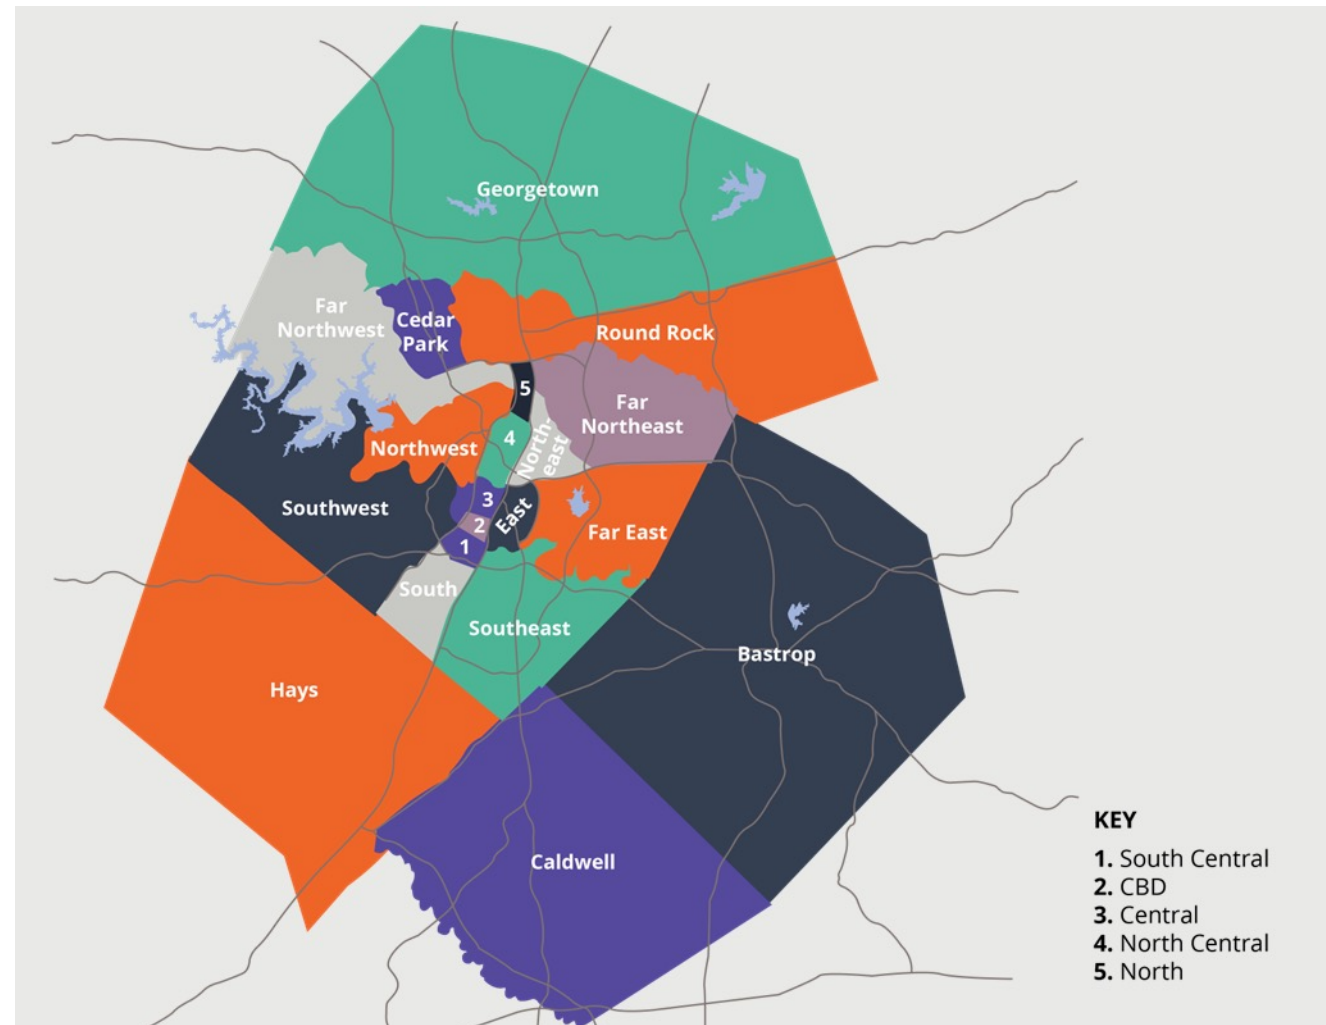 Georgetown
Far
Northwest
Cedar
Park
Round Rock
5
Far
Northeast
4
North-
east
Northwest
3
Southwest
2
East
Far East
1
South
Southeast
Bastrop
Hays
Caldwell
KEY
1. South Central
2. CBD
3. Central
4. North Central
5. North